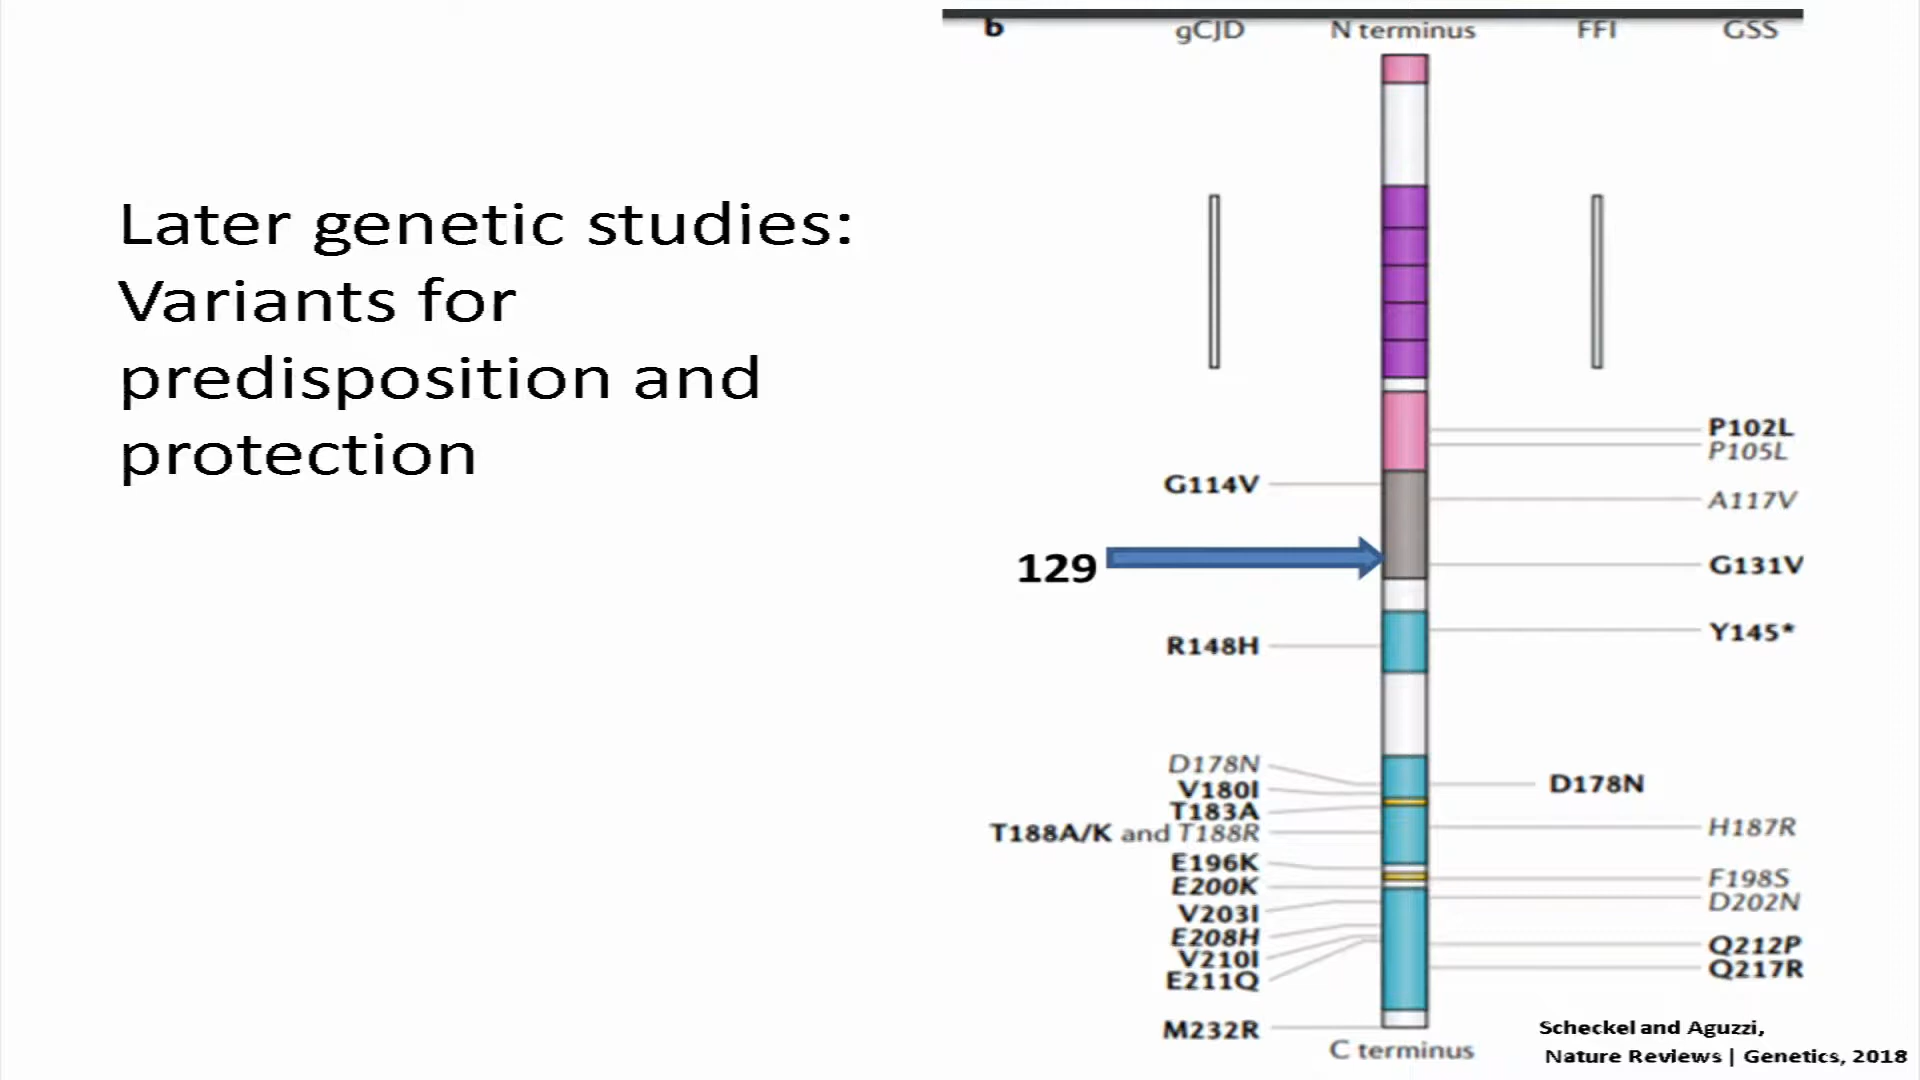 Later genetic studies:
Variants for
predisposition and
protection
b gCJD N terminus FFI GSS
P102L
P105L
G114V
A117V
129
G131V
Y145*
R148H
D178N
D178N
V180I
T183A
T188A/K and T188R
H187R
E196K
F198S
E200K
D202N
V203I
E208H
Q212P
V210I
Q217R
E211Q
M232R
C terminus
Scheckel and Aguzzi,
Nature Reviews | Genetics, 2018